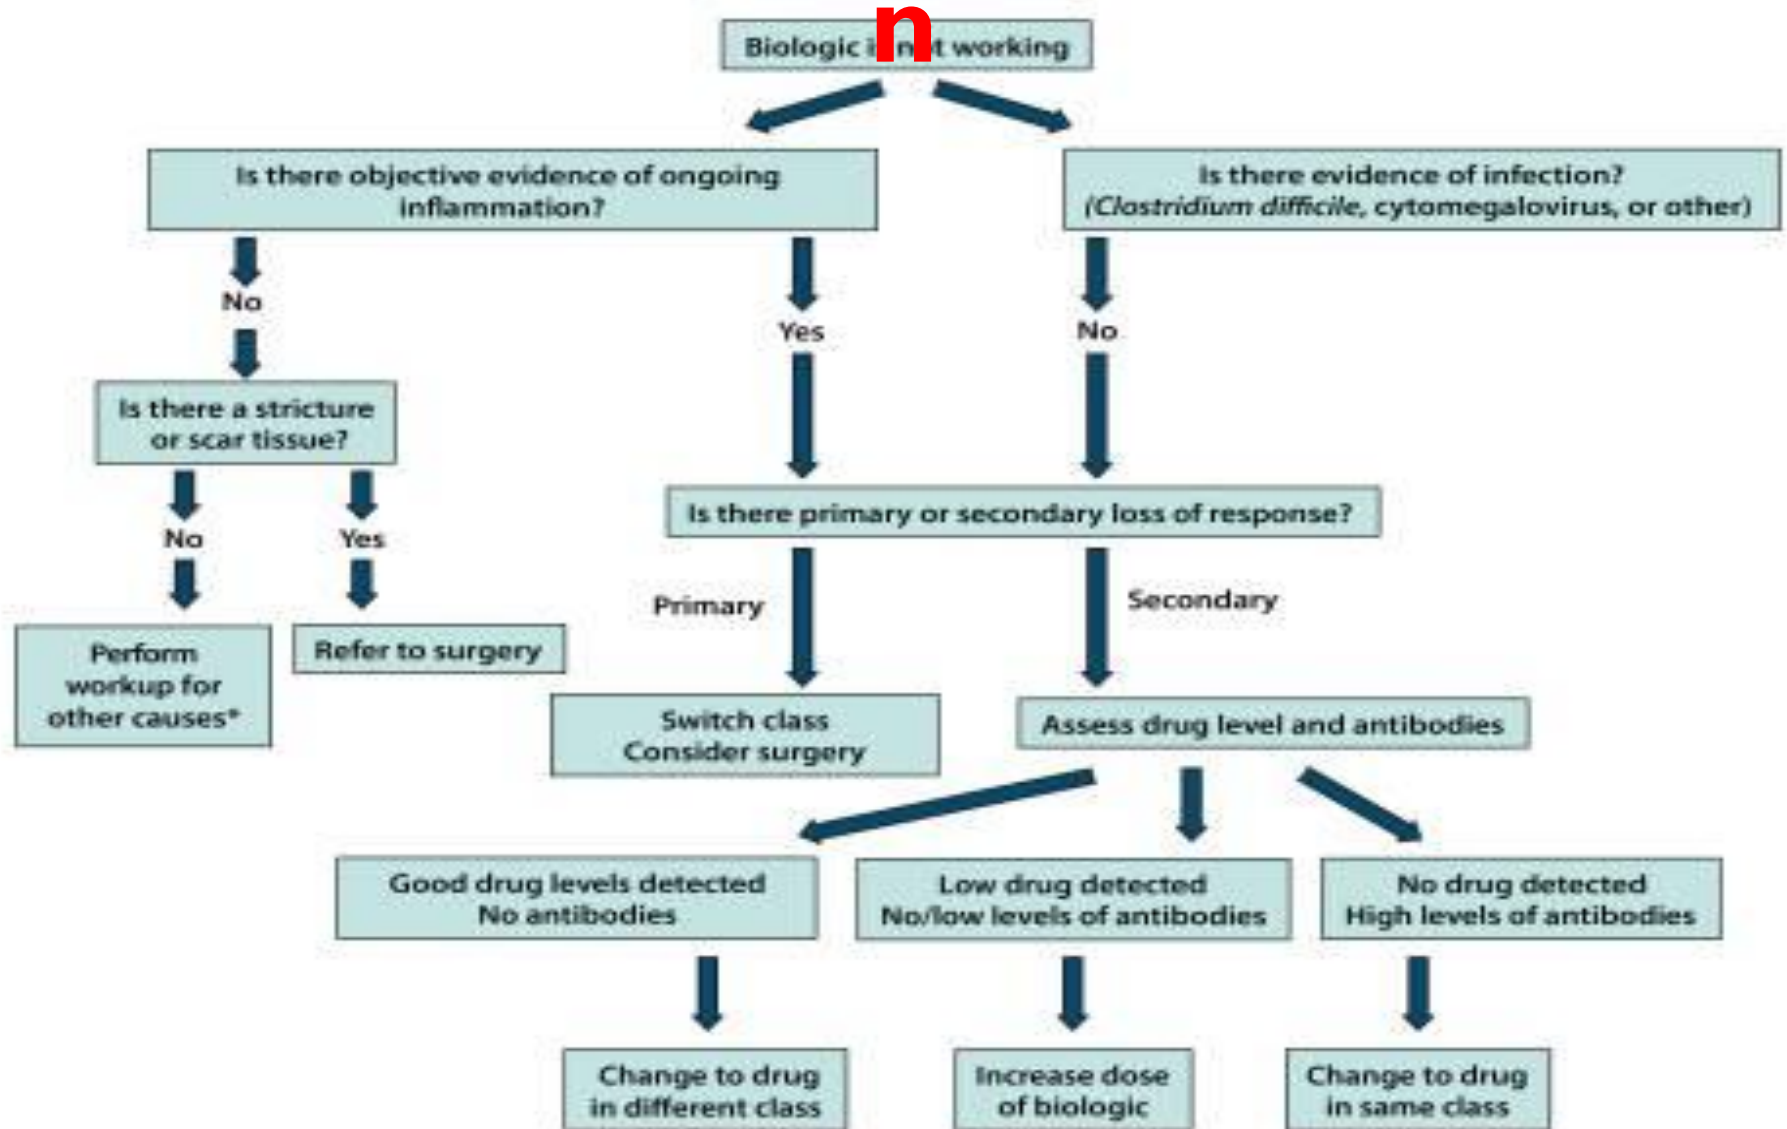 n
Biologic is not working
Is there objective evidence of ongoing
inflammation?
Is there evidence of infection?
(Clostridium difficile, cytomegalovirus, or other)
No
Yes
No
Is there a stricture
or scar tissue?
Is there primary or secondary loss of response?
No
Yes
Primary
Secondary
Perform
workup for
other causes*
Refer to surgery
Switch class
Consider surgery
Assess drug level and antibodies
Good drug levels detected
No antibodies
Low drug detected
No/low levels of antibodies
No drug detected
High levels of antibodies
Change to drug
in different class
Increase dose
of biologic
Change to drug
in same class